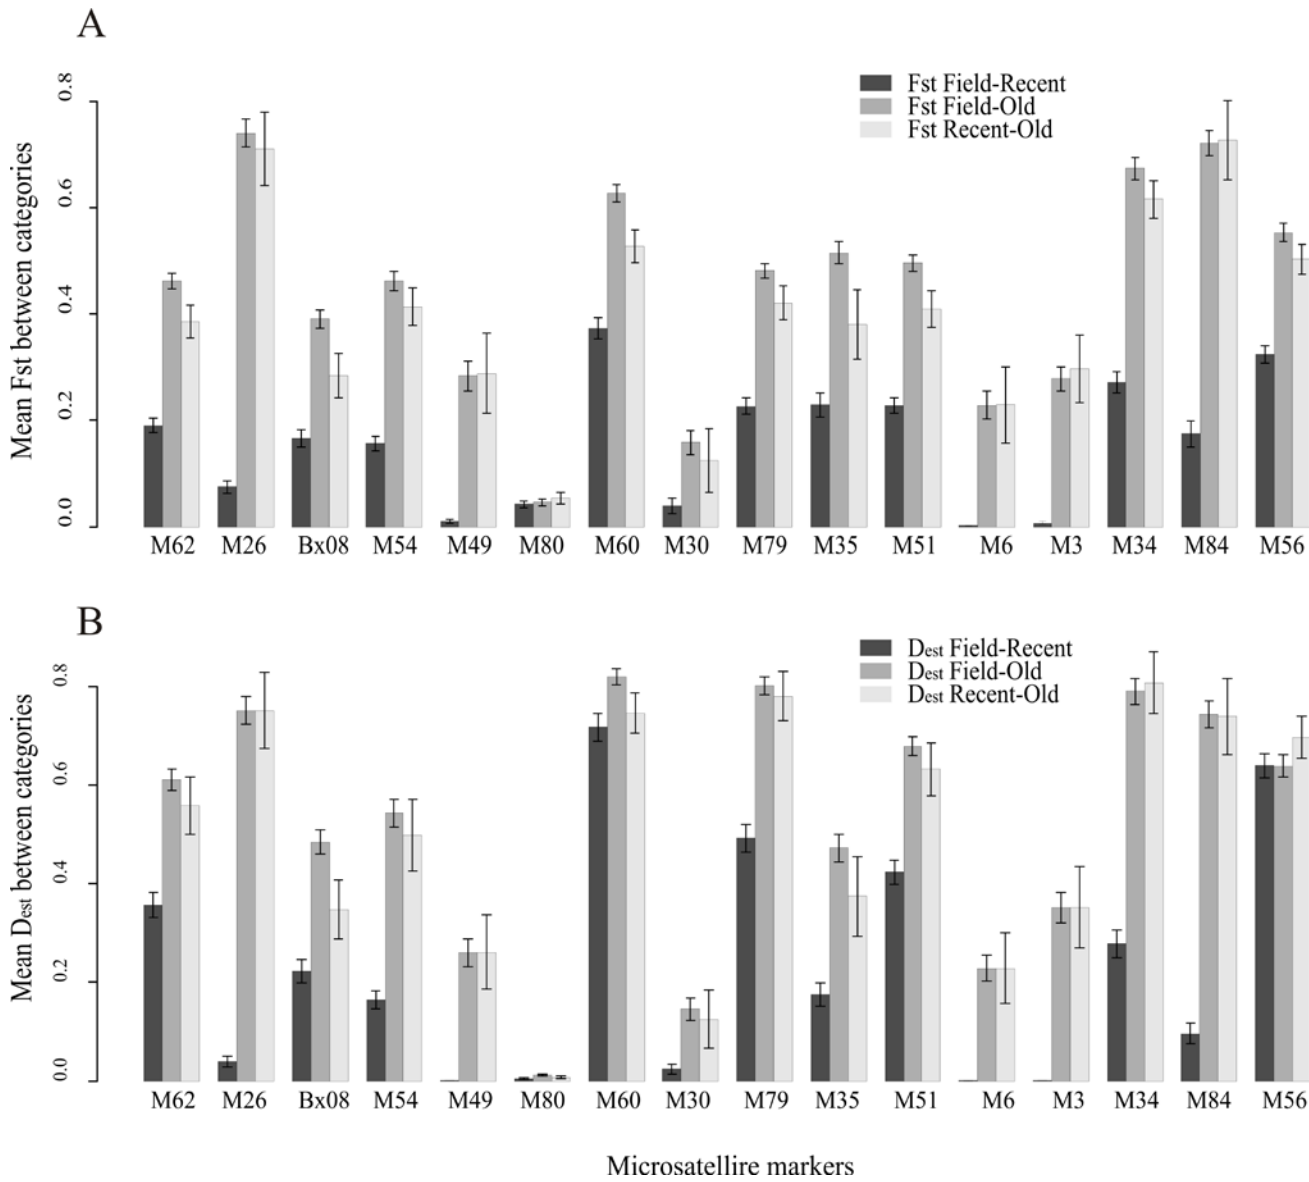 A
Mean Fst between categories
0.8
0.6
0.4
0.2
0.0
Fst Field-Recent
Fst Field-Old
Fst Recent-Old
M62 M26 Bx08 M54 M49 M80 M60 M30 M79 M35 M51 M6 M3 M34 M84 M56
B
Mean Dest between categories
0.8
0.6
0.4
0.2
0.0
Dest Field-Recent
Dest Field-Old
Dest Recent-Old
M62 M26 Bx08 M54 M49 M80 M60 M30 M79 M35 M51 M6 M3 M34 M84 M56
Microsatellire markers